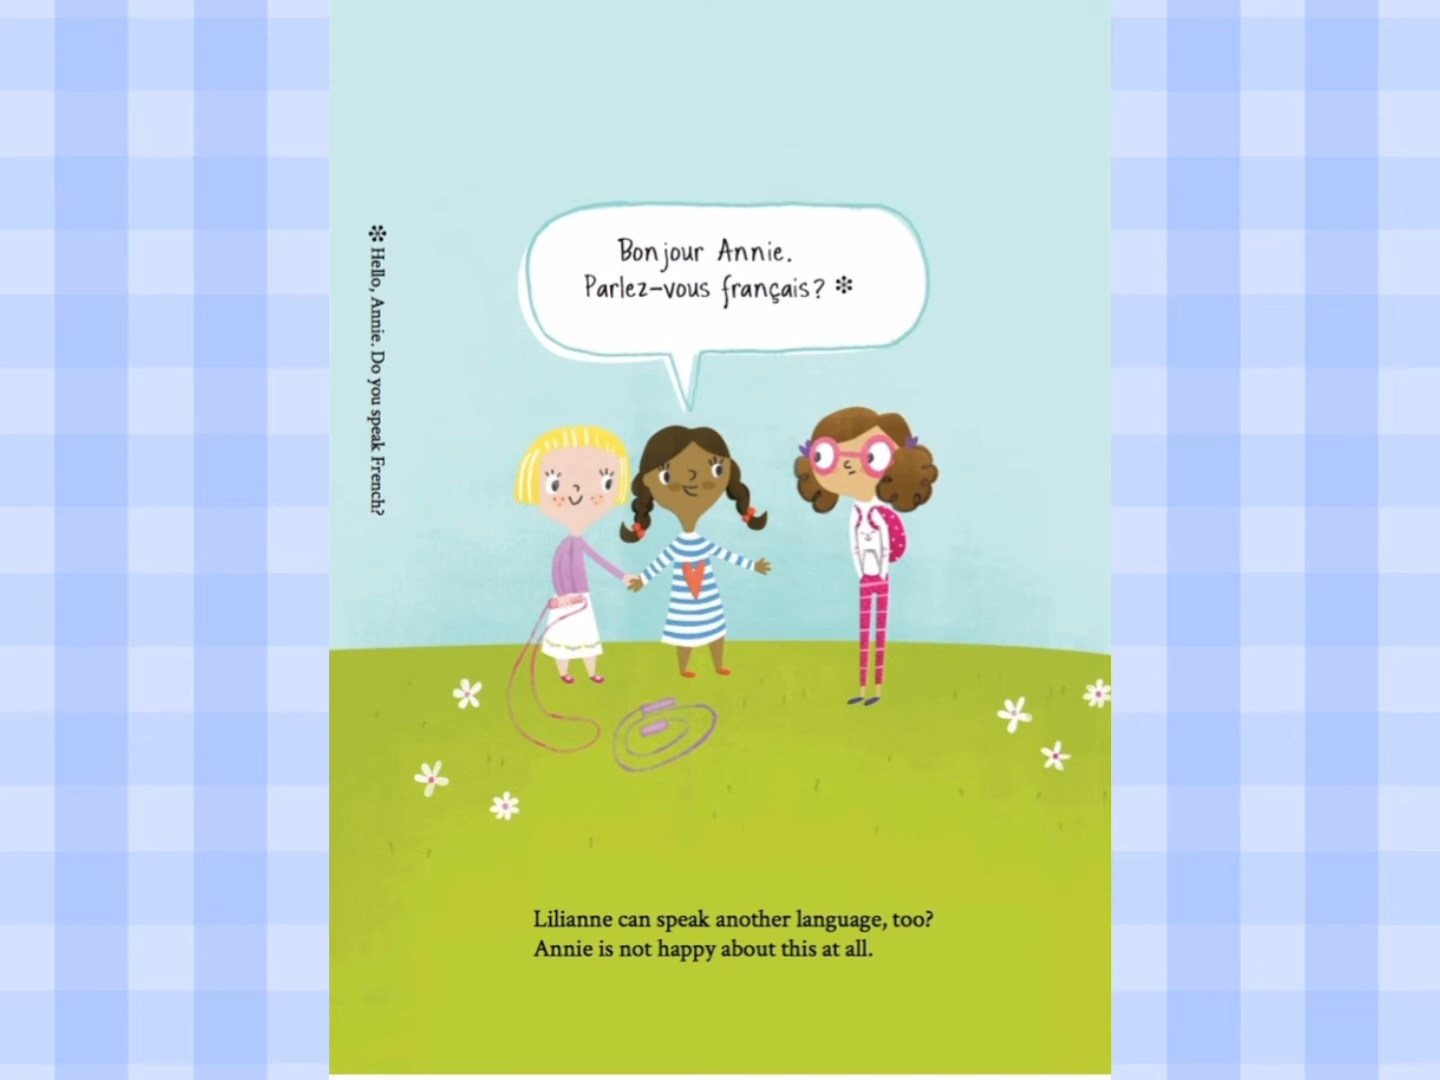 Bonjour Annie.
Parlez-vous français? ✼
✼ Hello, Annie. Do you speak French?
Lilianne can speak another language, too?
Annie is not happy about this at all.